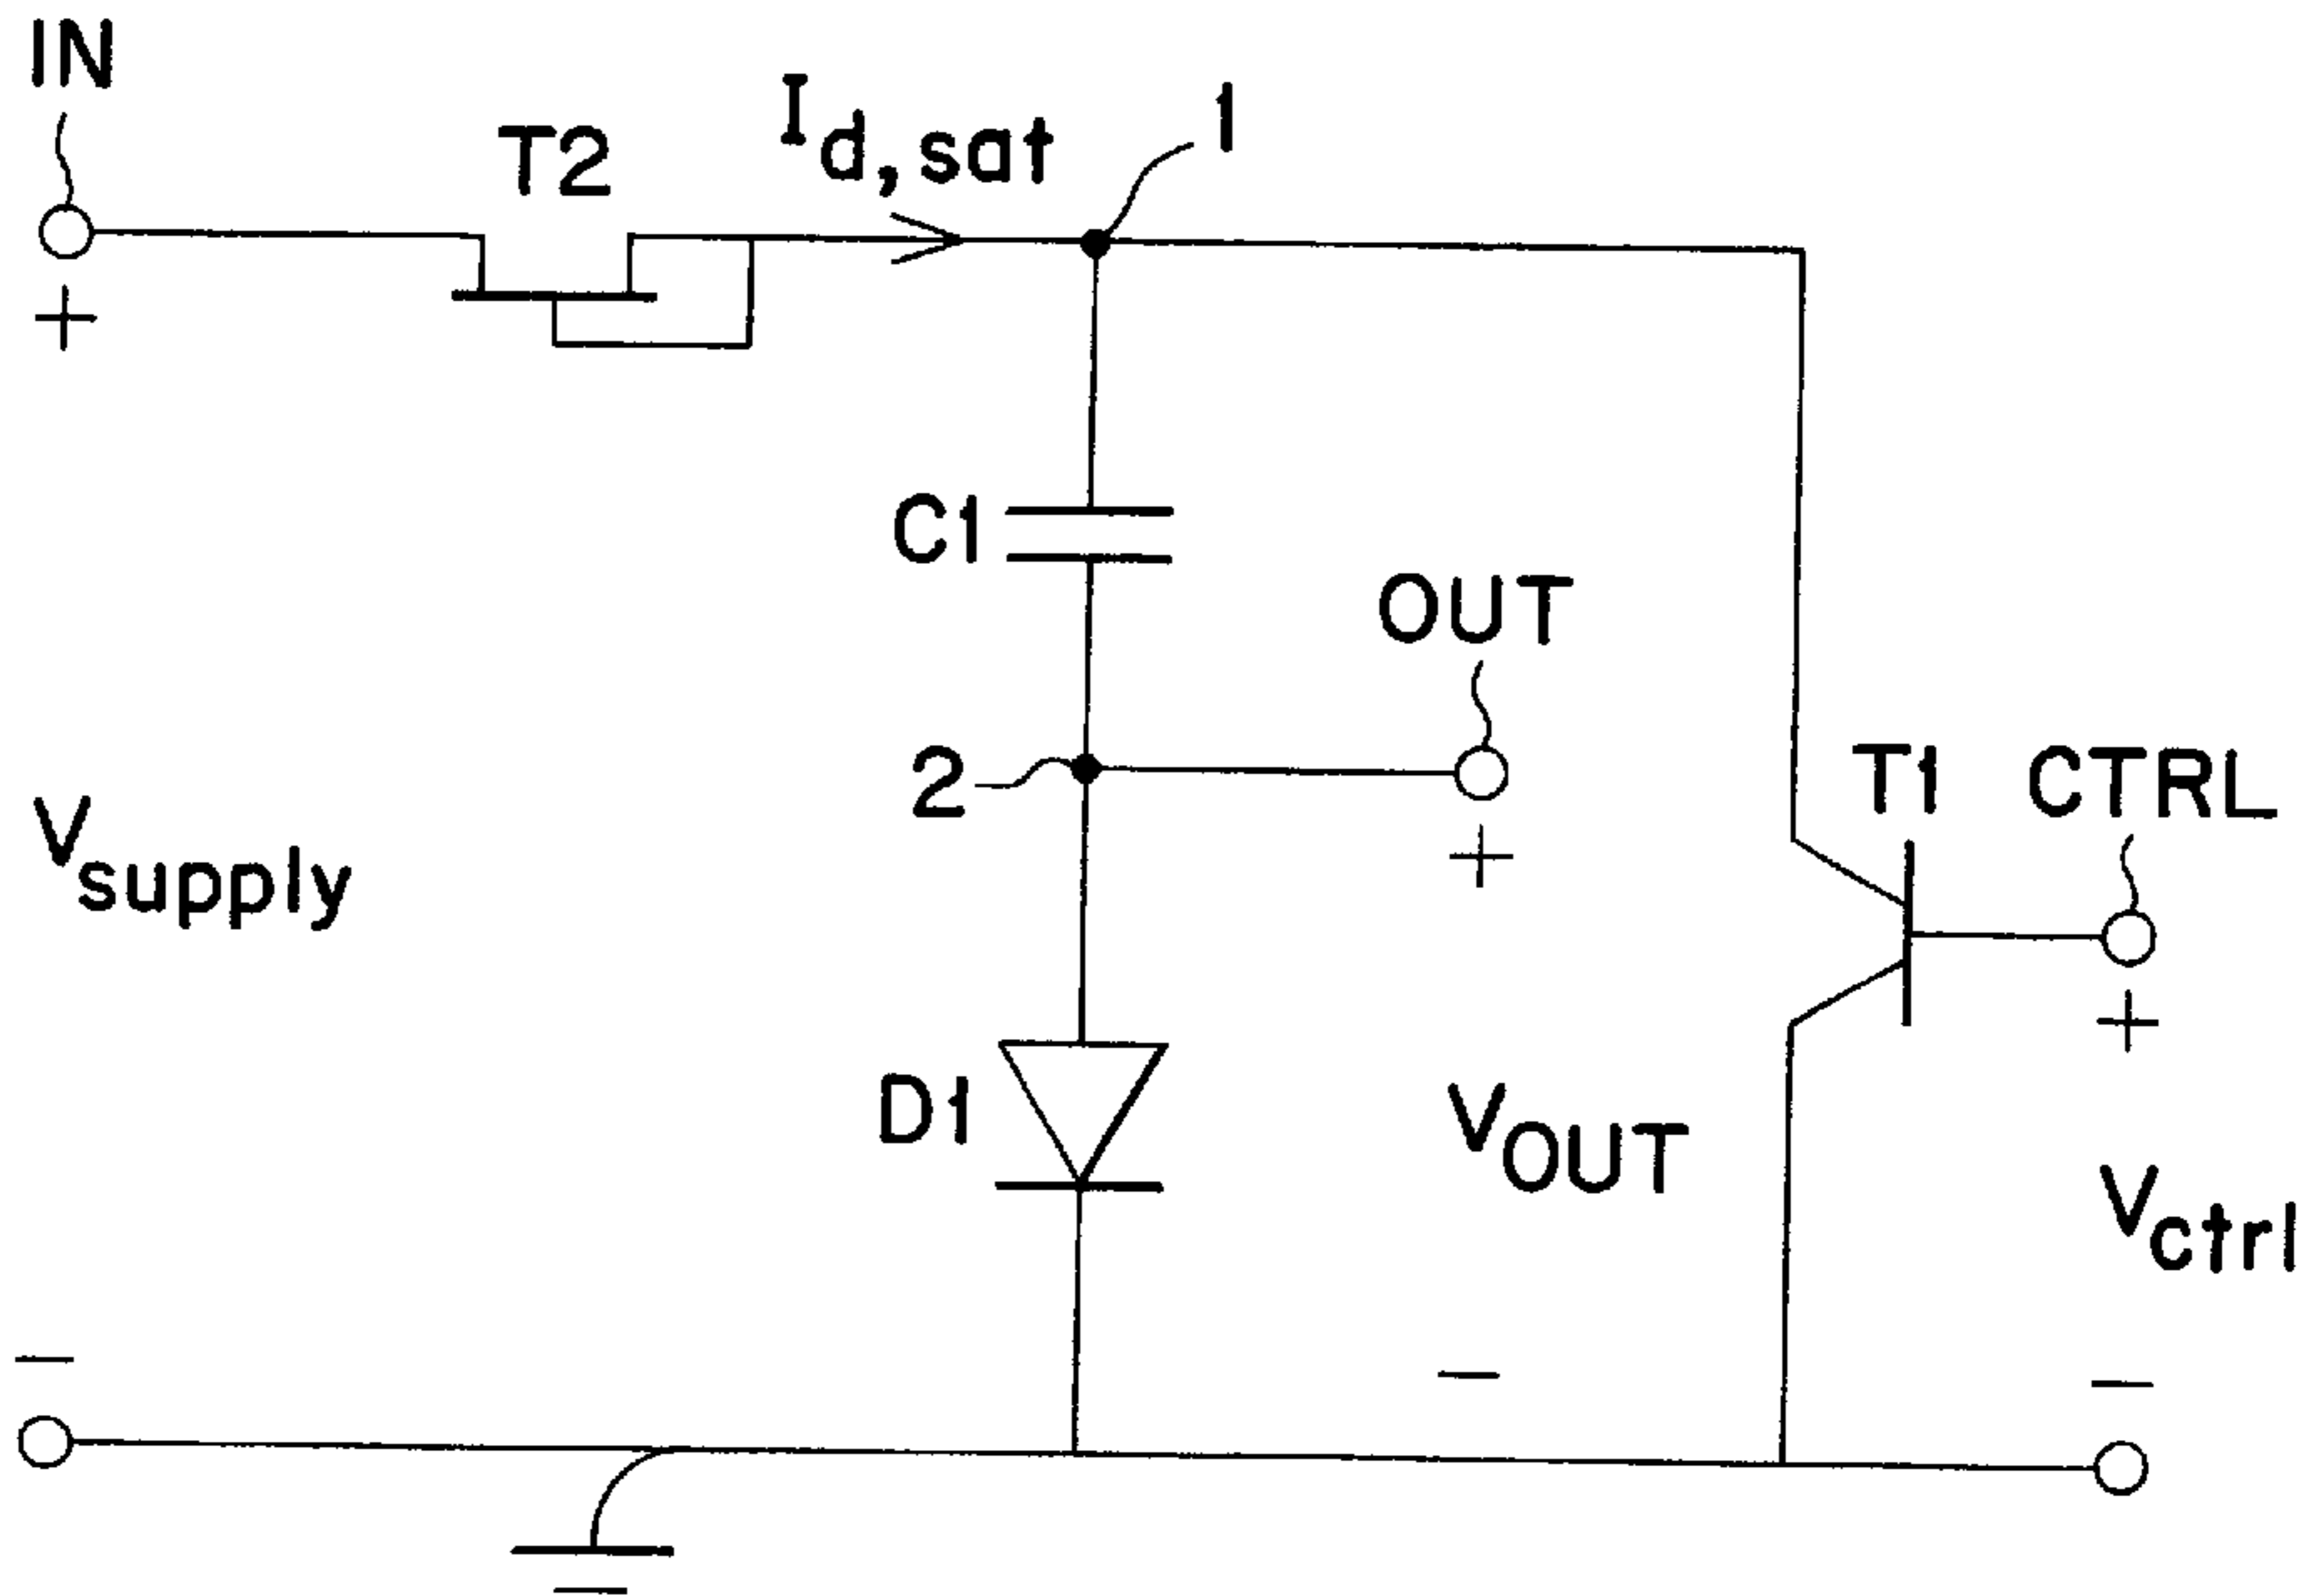 IN
T2
I d,sat
1
+
C1
OUT
2
T1
CTRL
V supply
+
+
D1
V OUT
V ctrl
−
−
−